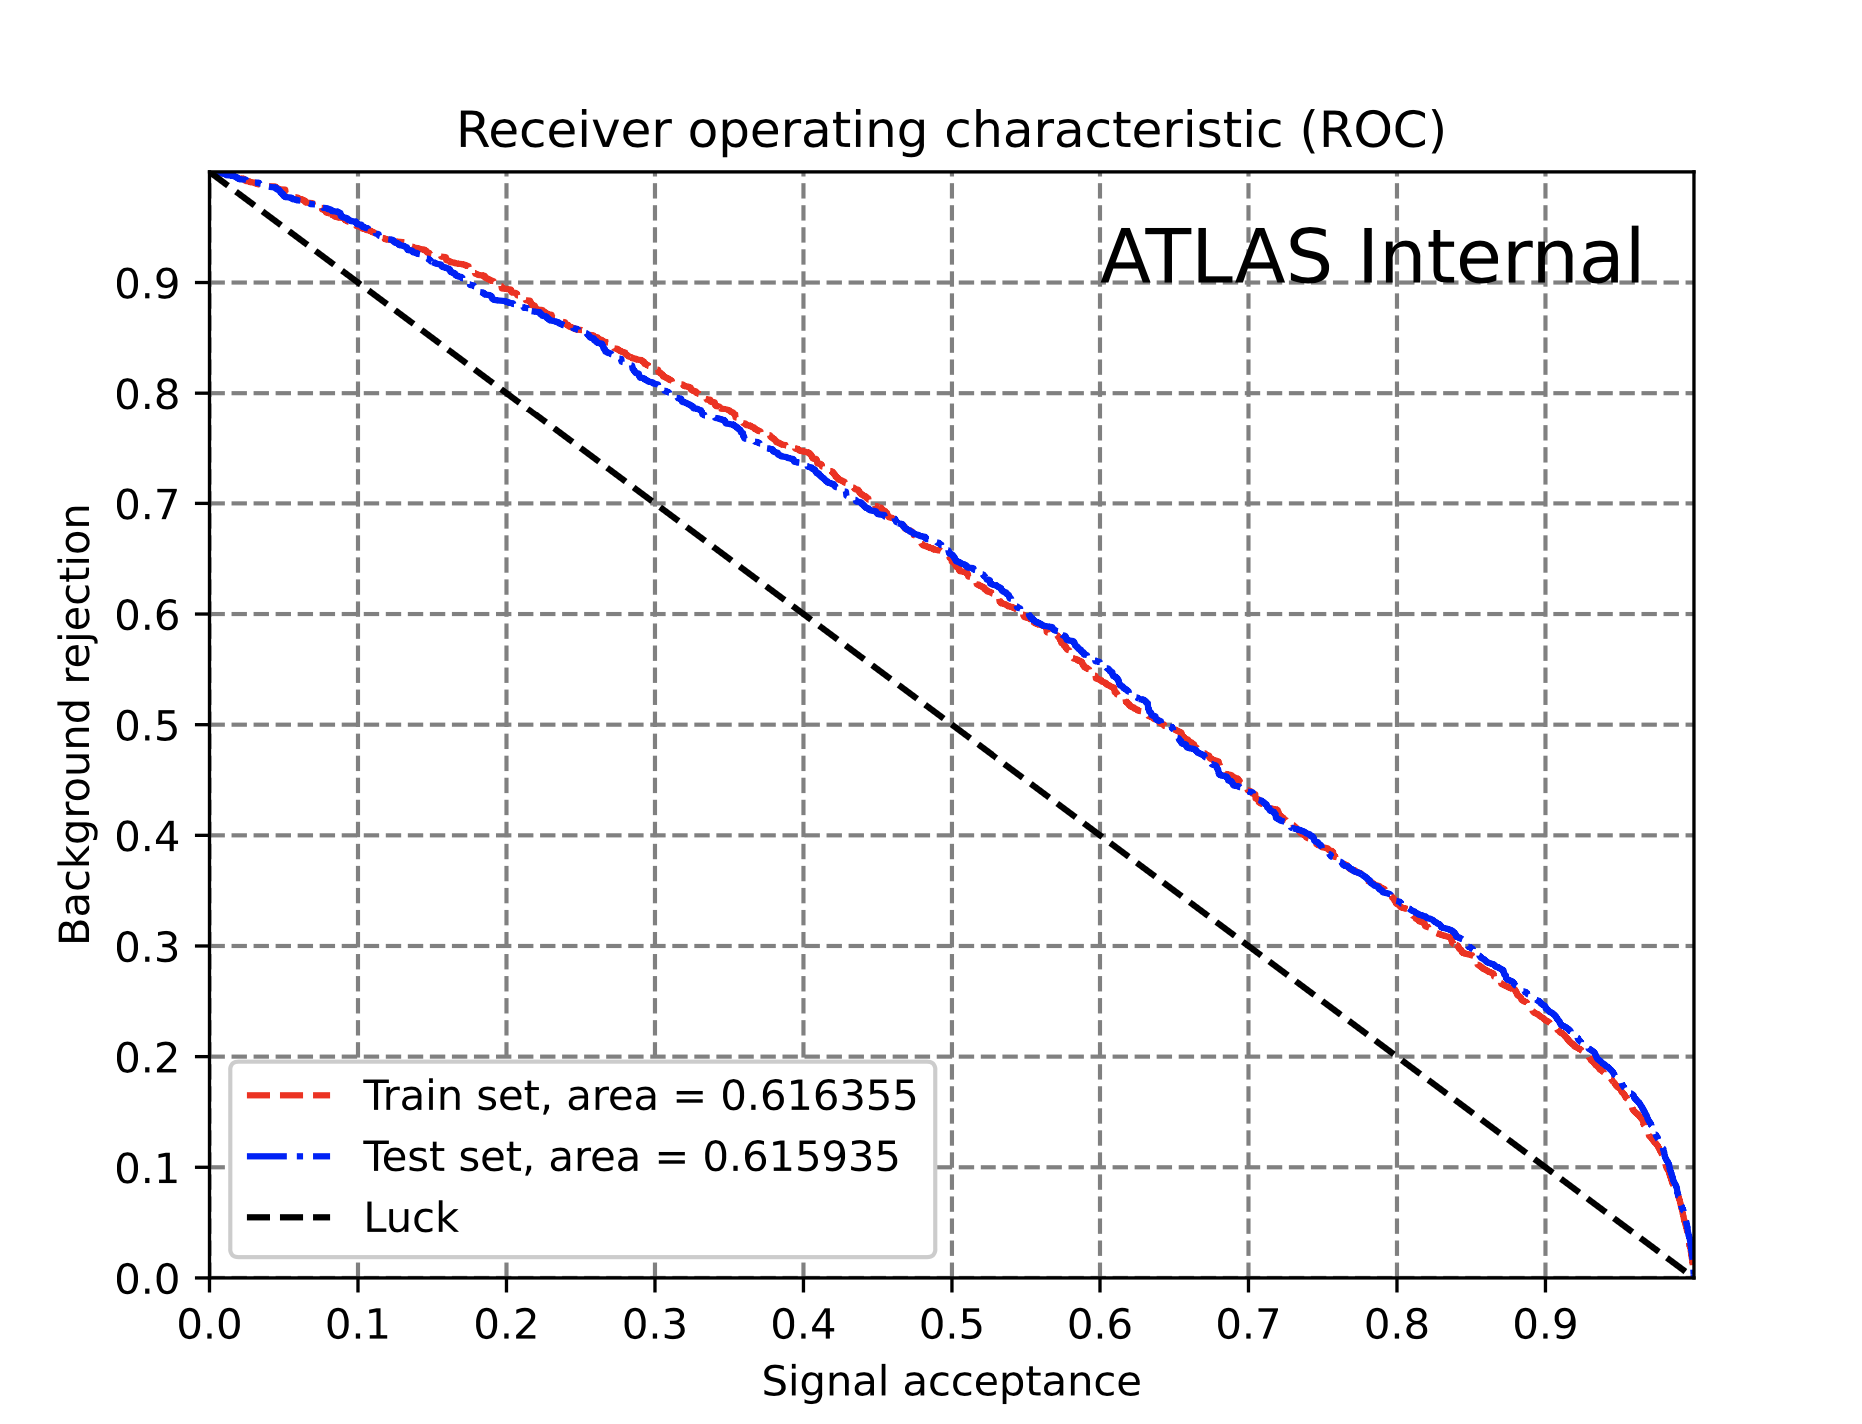 Receiver operating characteristic (ROC)
ATLAS Internal
Background rejection
0.9
0.8
0.7
0.6
0.5
0.4
0.3
0.2
0.1
0.0
Train set, area = 0.616355
Test set, area = 0.615935
Luck
0.0 0.1 0.2 0.3 0.4 0.5 0.6 0.7 0.8 0.9
Signal acceptance